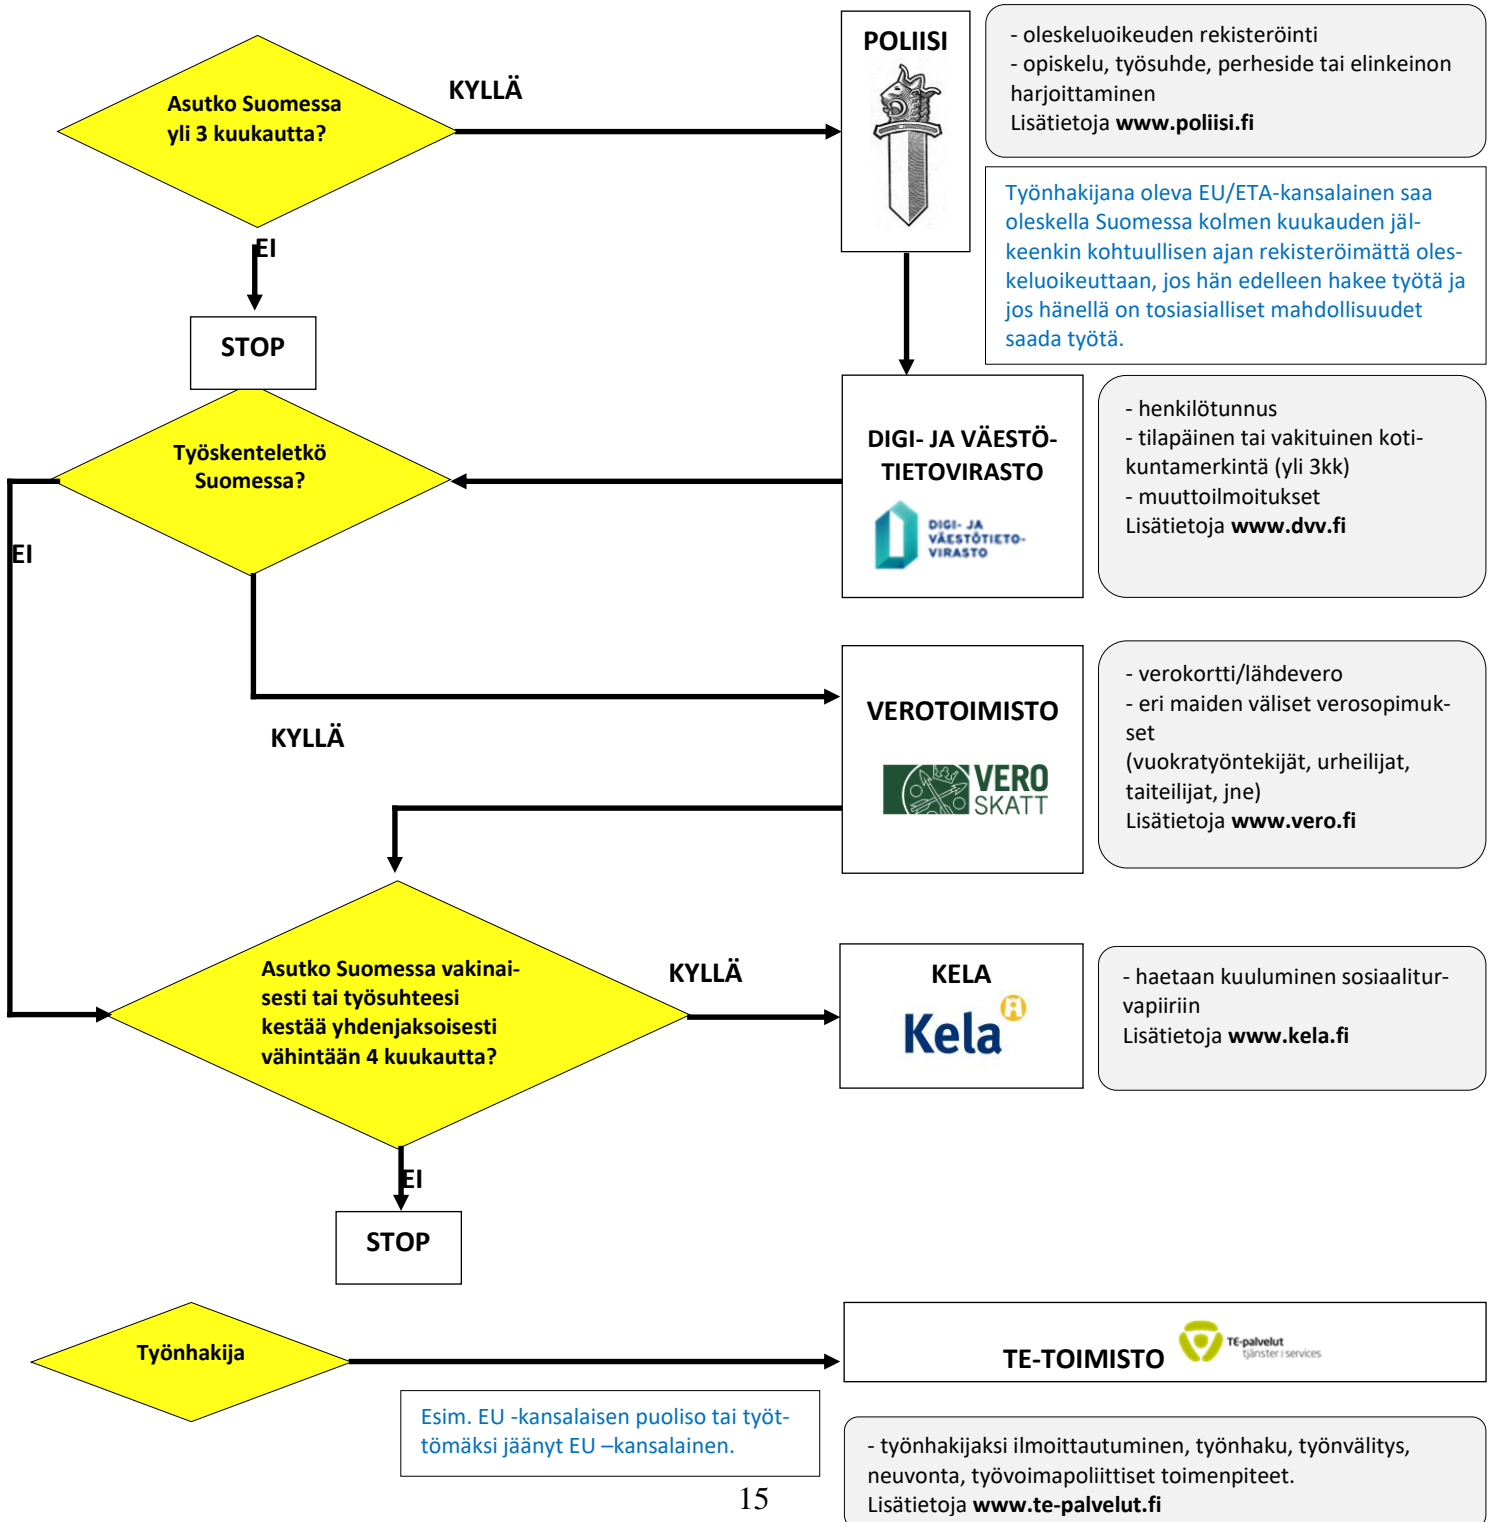 Asutko Suomessa
yli 3 kuukautta?
KYLLÄ
POLIISI
- oleskeluoikeuden rekisteröinti
- opiskelu, työsuhde, perheside tai elinkeinon
harjoittaminen
Lisätietoja www.poliisi.fi
Työnhakijana oleva EU/ETA-kansalainen saa
oleskella Suomessa kolmen kuukauden jäl-
keenkin kohtuullisen ajan rekisteröimättä oles-
keluoikeuttaan, jos hän edelleen hakee työtä ja
jos hänellä on tosiasialliset mahdollisuudet
saada työtä.
EI
STOP
Työskenteletkö
Suomessa?
DIGI- JA VÄESTÖ-
TIETOVIRASTO
DIGI- JA
VÄESTÖTIETO-
VIRASTO
- henkilötunnus
- tilapäinen tai vakituinen koti-
kuntamerkintä (yli 3kk)
- muuttoilmoitukset
Lisätietoja www.dvv.fi
EI
KYLLÄ
VEROTOIMISTO
VERO
SKATT
- verokortti/lähdevero
- eri maiden väliset verosopimuk-
set
(vuokratyöntekijät, urheilijat,
taiteilijat, jne)
Lisätietoja www.vero.fi
Asutko Suomessa vakinai-
sesti tai työsuhteesi
kestää yhdenjaksoisesti
vähintään 4 kuukautta?
KYLLÄ
KELA
Kela
- haetaan kuuluminen sosiaalitur-
vapiiriin
Lisätietoja www.kela.fi
EI
STOP
Työnhakija
TE-TOIMISTO
TE-palvelut
tjänster | services
Esim. EU -kansalaisen puoliso tai työt-
tömäksi jäänyt EU –kansalainen.
- työnhakijaksi ilmoittautuminen, työnhaku, työnvälitys,
neuvonta, työvoimapoliittiset toimenpiteet.
Lisätietoja www.te-palvelut.fi
15